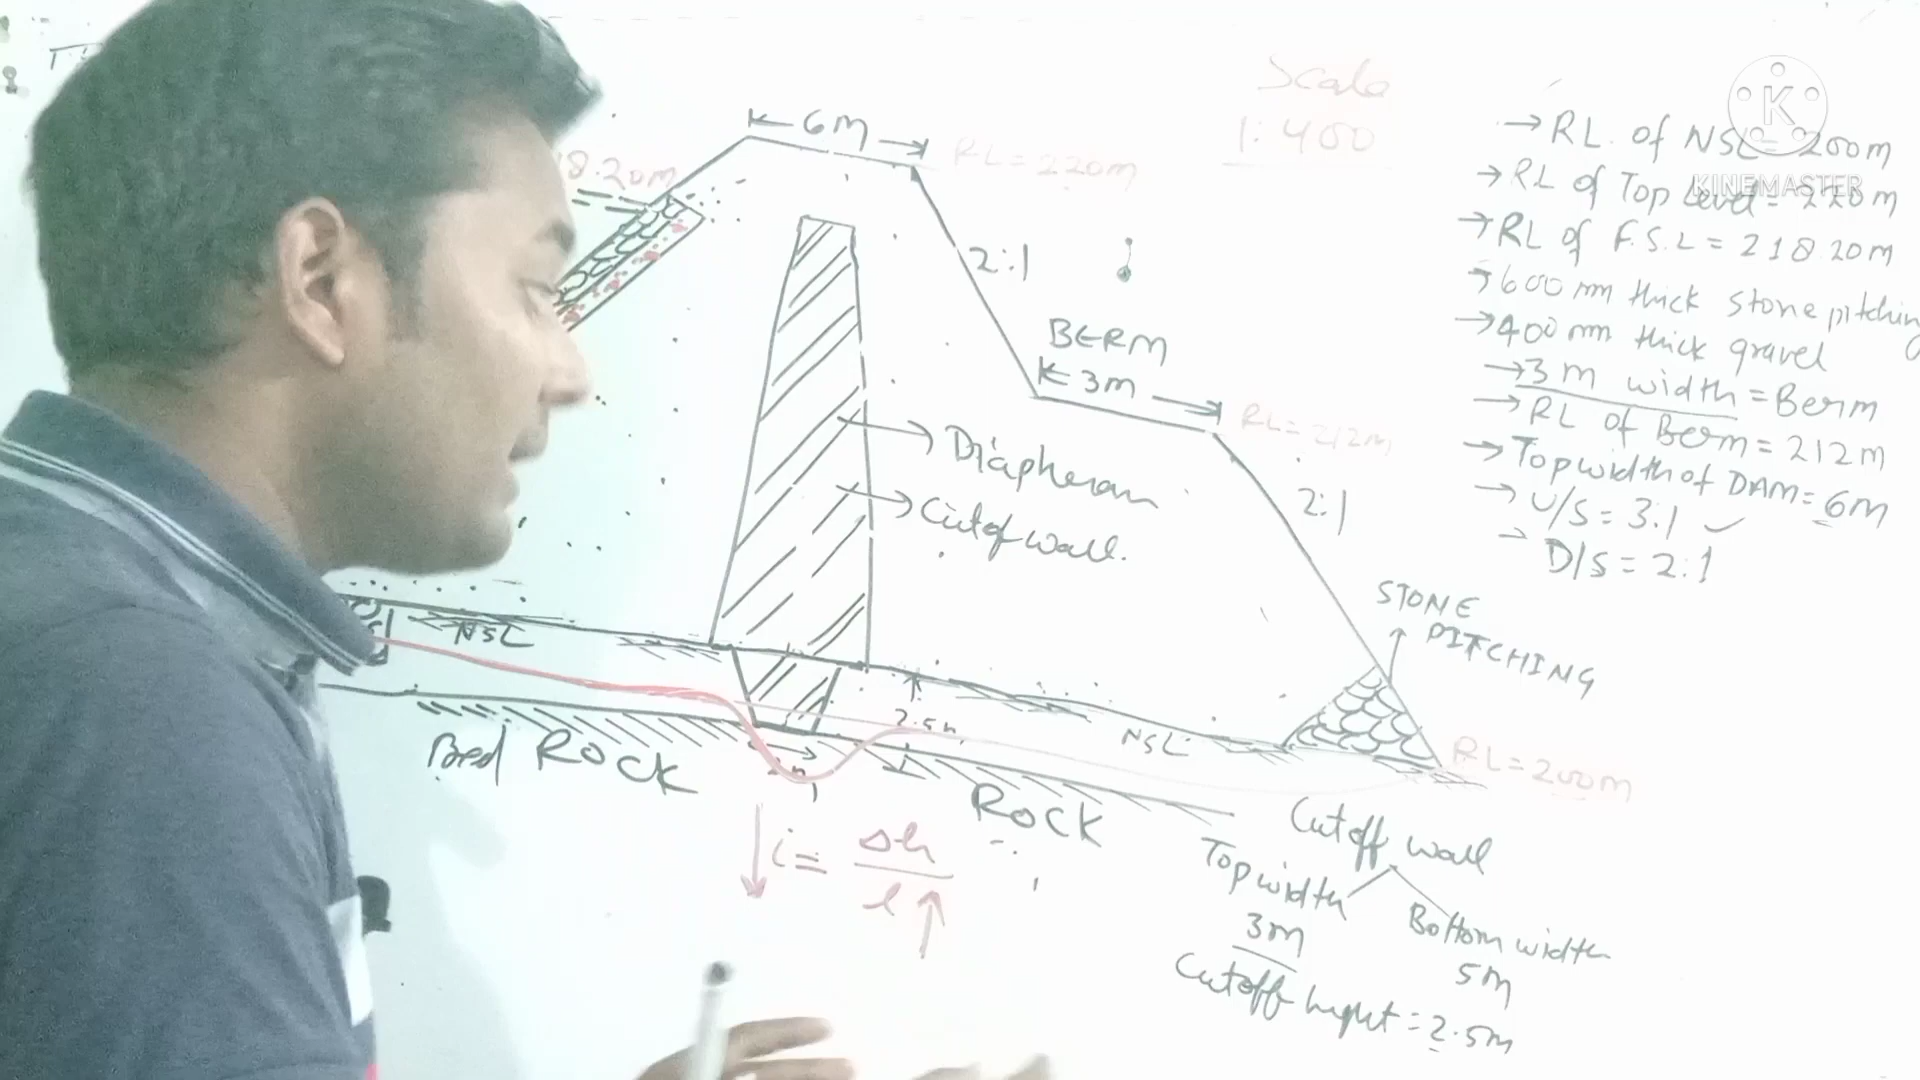 Scale
1:400
6m
RL=220m
18.20m
2:1
BERM
3m
RL=212m
2:1
Diapheram
Cutof wall.
NSL
2.5m
NSL
STONE
PITCHING
RL=200m
Bed ROCK
ROCK
i = Δh
l
Cutoff wall
Top width
3m
Bottom width
5m
Cutoff height = 2.5m
→ RL. of NSL = 200m
→ RL of Top Level = 220m
→ RL of F.S.L = 218.20m
→ 600 mm thick stone pitching
→ 400 mm thick gravel
→ 3 m width = Berm
→ RL of Berm = 212m
→ Top width of DAM = 6m
→ U/S = 3:1 ✓
→ D/S = 2:1
K
KINEMASTER